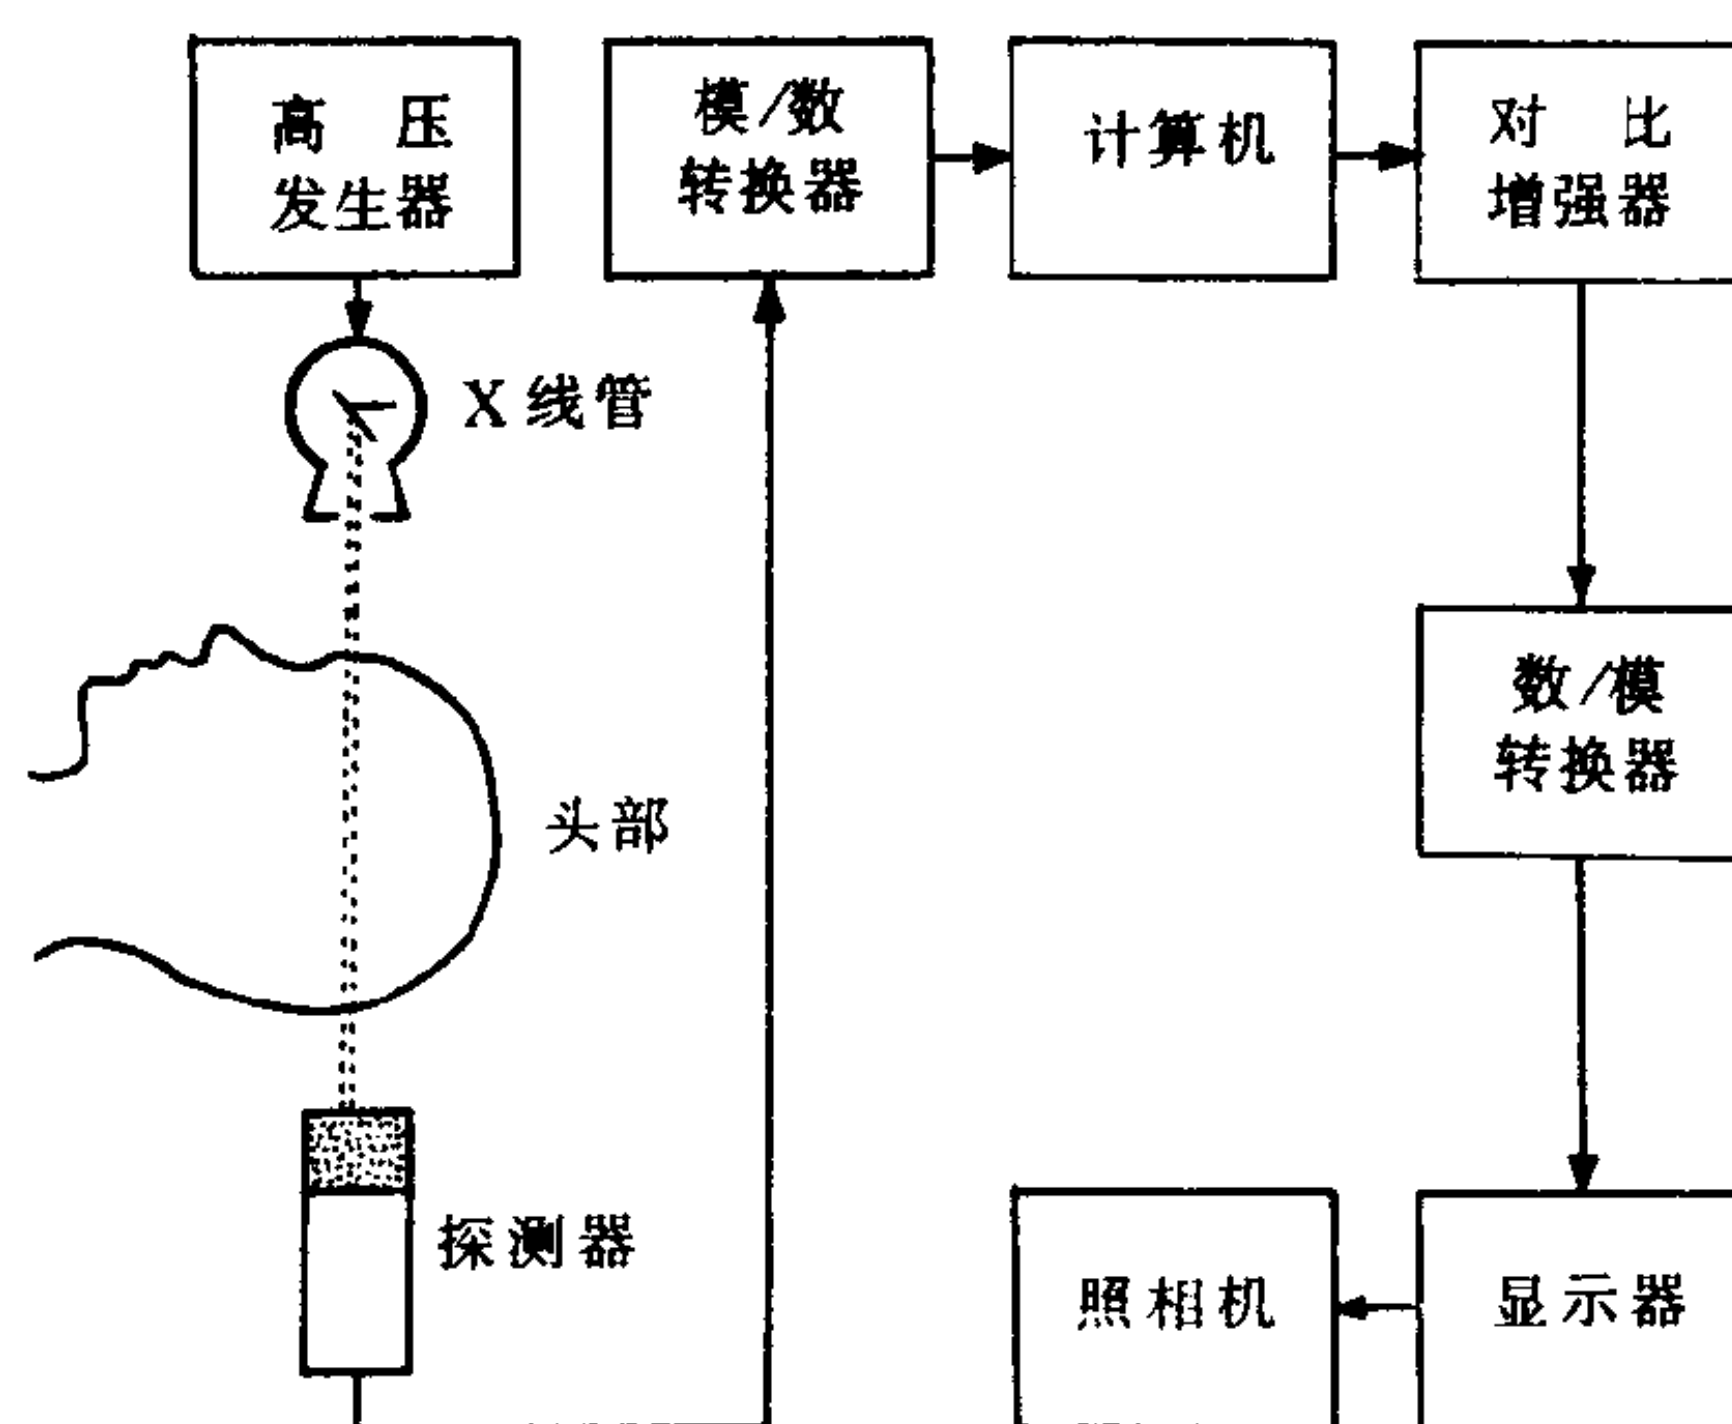 高 压
发生器
模/数
转换器
计算机
对 比
增强器
X线管
数/模
转换器
头部
探测器
照相机
显示器